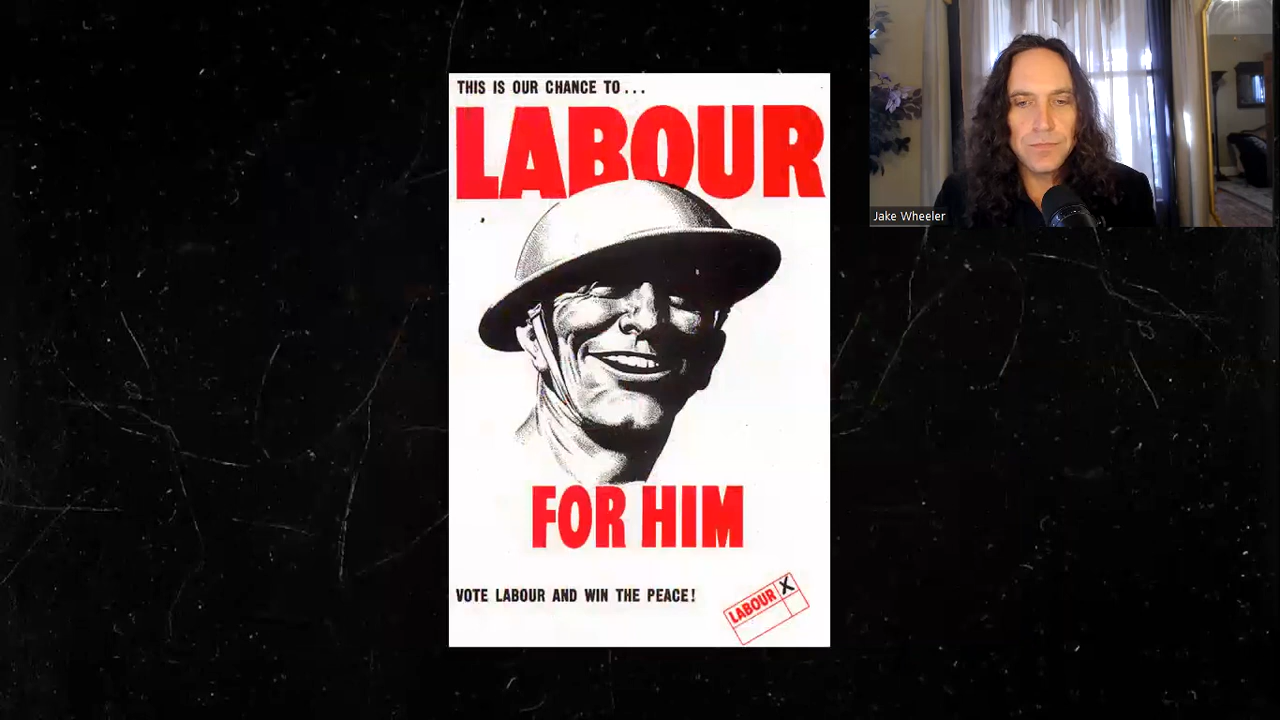 THIS IS OUR CHANCE TO...
LABOUR
FOR HIM
VOTE LABOUR AND WIN THE PEACE!
LABOUR X
Jake Wheeler